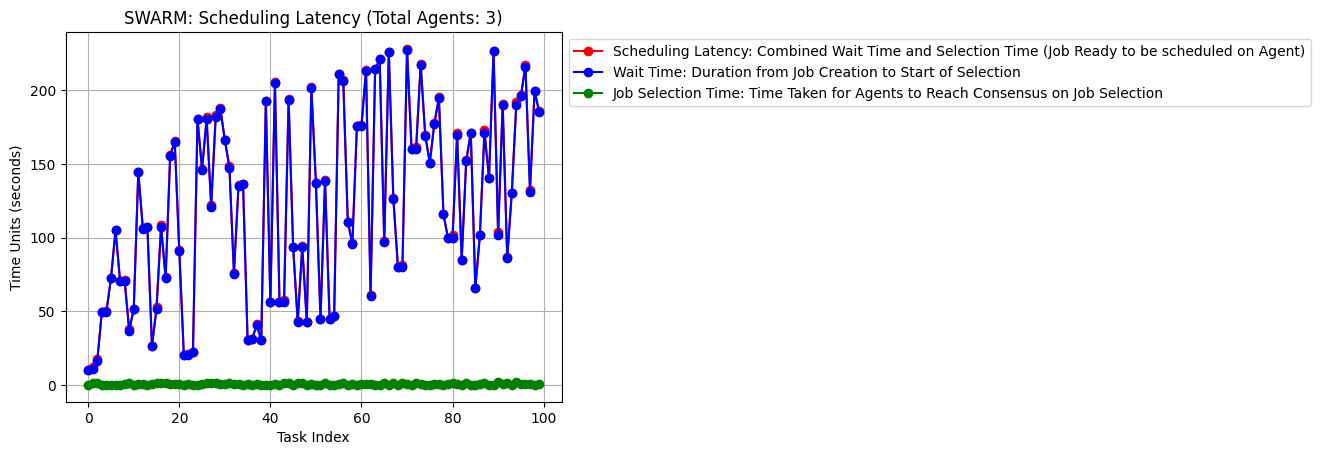 SWARM: Scheduling Latency (Total Agents: 3)
Scheduling Latency: Combined Wait Time and Selection Time (Job Ready to be scheduled on Agent)
Wait Time: Duration from Job Creation to Start of Selection
Job Selection Time: Time Taken for Agents to Reach Consensus on Job Selection
Time Units (seconds)
200
150
100
50
0
0 20 40 60 80 100
Task Index